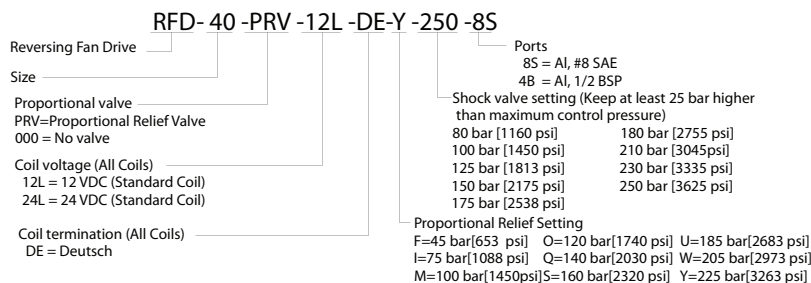 RFD- 40 -PRV -12L -DE-Y -250 -8S
Reversing Fan Drive
Size
Proportional valve
PRV=Proportional Relief Valve
000 = No valve
Coil voltage (All Coils)
12L = 12 VDC (Standard Coil)
24L = 24 VDC (Standard Coil)
Coil termination (All Coils)
DE = Deutsch
Ports
8S = Al, #8 SAE
4B = Al, 1/2 BSP
Shock valve setting (Keep at least 25 bar higher
than maximum control pressure)
80 bar [1160 psi] 180 bar [2755 psi]
100 bar [1450 psi] 210 bar [3045psi]
125 bar [1813 psi] 230 bar [3335 psi]
150 bar [2175 psi] 250 bar [3625 psi]
175 bar [2538 psi]
Proportional Relief Setting
F=45 bar[653 psi] O=120 bar[1740 psi] U=185 bar[2683 psi]
I=75 bar[1088 psi] Q=140 bar[2030 psi] W=205 bar[2973 psi]
M=100 bar[1450psi]S=160 bar[2320 psi] Y=225 bar[3263 psi]